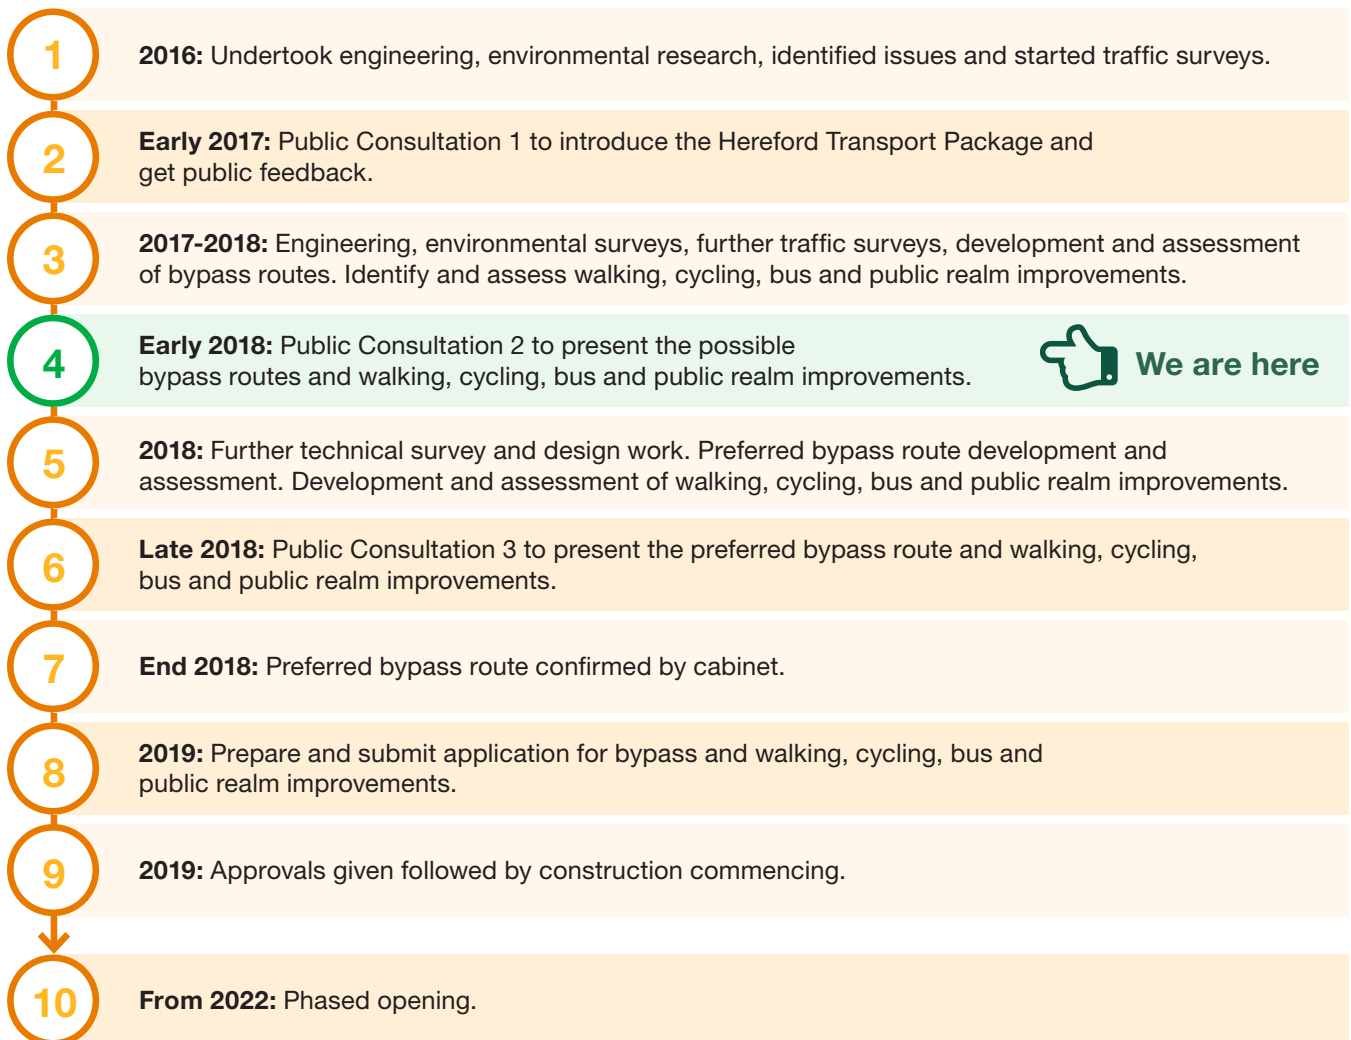 1
2016: Undertook engineering, environmental research, identified issues and started traffic surveys.
2
Early 2017: Public Consultation 1 to introduce the Hereford Transport Package and
get public feedback.
3
2017-2018: Engineering, environmental surveys, further traffic surveys, development and assessment
of bypass routes. Identify and assess walking, cycling, bus and public realm improvements.
4
Early 2018: Public Consultation 2 to present the possible
bypass routes and walking, cycling, bus and public realm improvements.
We are here
5
2018: Further technical survey and design work. Preferred bypass route development and
assessment. Development and assessment of walking, cycling, bus and public realm improvements.
6
Late 2018: Public Consultation 3 to present the preferred bypass route and walking, cycling,
bus and public realm improvements.
7
End 2018: Preferred bypass route confirmed by cabinet.
8
2019: Prepare and submit application for bypass and walking, cycling, bus and
public realm improvements.
9
2019: Approvals given followed by construction commencing.
10
From 2022: Phased opening.